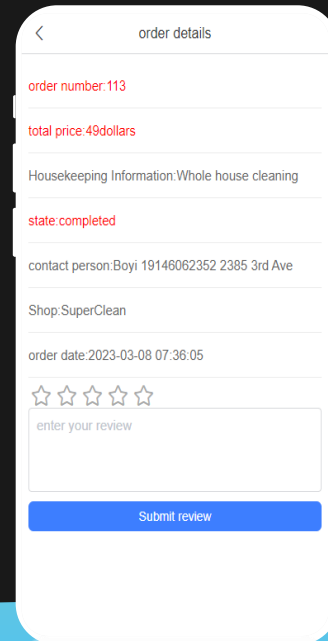 order details
order number:113
total price:49dollars
Housekeeping Information:Whole house cleaning
state:completed
contact person:Boyi 19146062352 2385 3rd Ave
Shop:SuperClean
order date:2023-03-08 07:36:05
enter your review
Submit review